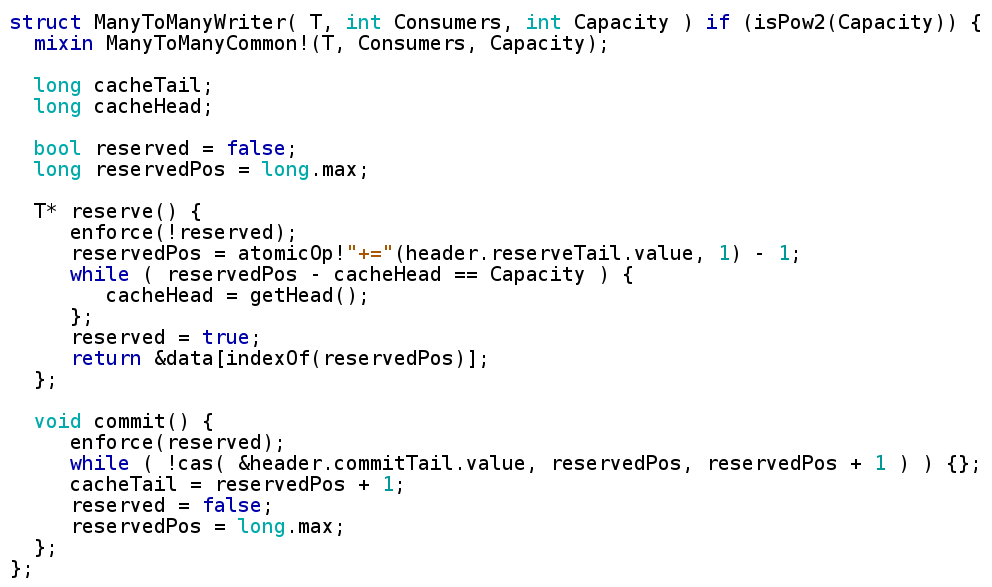 struct ManyToManyWriter( T, int Consumers, int Capacity ) if (isPow2(Capacity)) {
  mixin ManyToManyCommon!(T, Consumers, Capacity);

  long cacheTail;
  long cacheHead;

  bool reserved = false;
  long reservedPos = long.max;

  T* reserve() {
     enforce(!reserved);
     reservedPos = atomicOp!"+="(header.reserveTail.value, 1) - 1;
     while ( reservedPos - cacheHead == Capacity ) {
        cacheHead = getHead();
     };
     reserved = true;
     return &data[indexOf(reservedPos)];
  };

  void commit() {
     enforce(reserved);
     while ( !cas( &header.commitTail.value, reservedPos, reservedPos + 1 ) ) {};
     cacheTail = reservedPos + 1;
     reserved = false;
     reservedPos = long.max;
  };
};